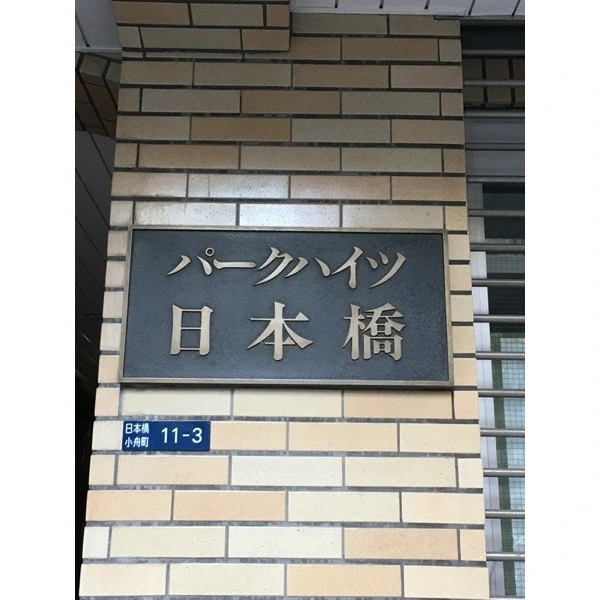 パークハイツ
日本橋
日本橋
小舟町
11-3